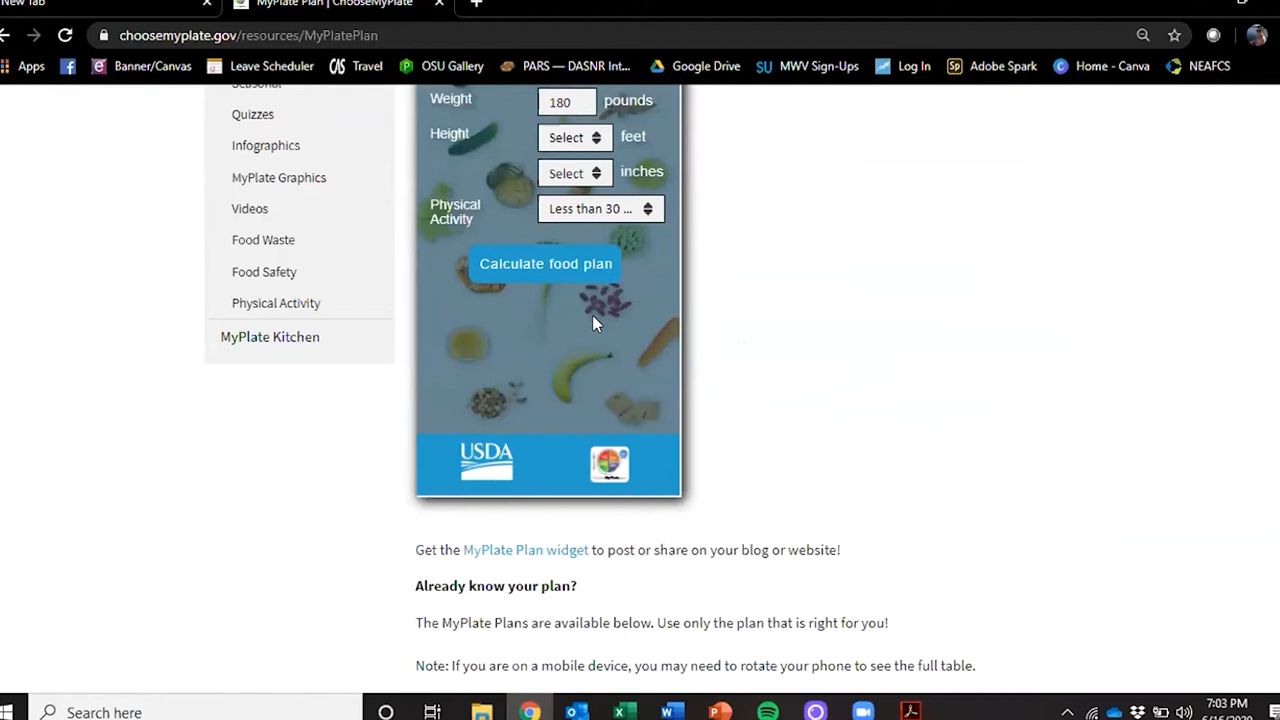 New Tab
MyPlate Plan | ChooseMyPlate
choosemyplate.gov/resources/MyPlatePlan
Apps Banner/Canvas Leave Scheduler Travel OSU Gallery PARS — DASNR Int... Google Drive SU MWV Sign-Ups Log In Sp Adobe Spark Home - Canva NEAFCS
Seasonal
Quizzes
Infographics
MyPlate Graphics
Videos
Food Waste
Food Safety
Physical Activity
MyPlate Kitchen
Weight 180 pounds
Height Select feet
Select inches
Physical Activity Less than 30 ...
Calculate food plan
USDA
Get the MyPlate Plan widget to post or share on your blog or website!
Already know your plan?
The MyPlate Plans are available below. Use only the plan that is right for you!
Note: If you are on a mobile device, you may need to rotate your phone to see the full table.
Search here
7:03 PM